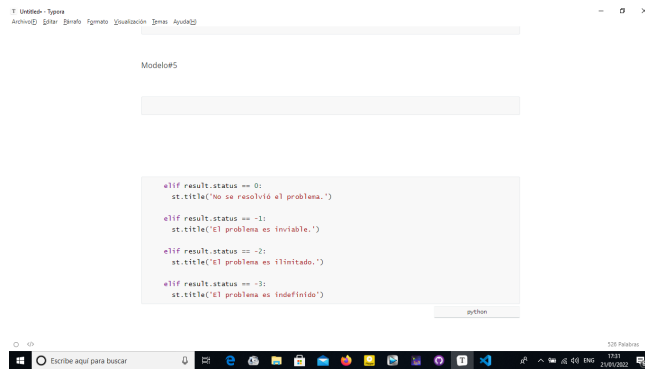 Untitled• - Typora
Archivo(F) Editar Párrafo Formato Visualización Temas Ayuda(H)
Modelo#5
elif result.status == 0:
st.title('No se resolvió el problema.')
elif result.status == -1:
st.title('El problema es inviable.')
elif result.status == -2:
st.title('El problema es ilimitado.')
elif result.status == -3:
st.title('El problema es indefinido')
python
526 Palabras
Escribe aquí para buscar
ENG
17:31
21/01/2022